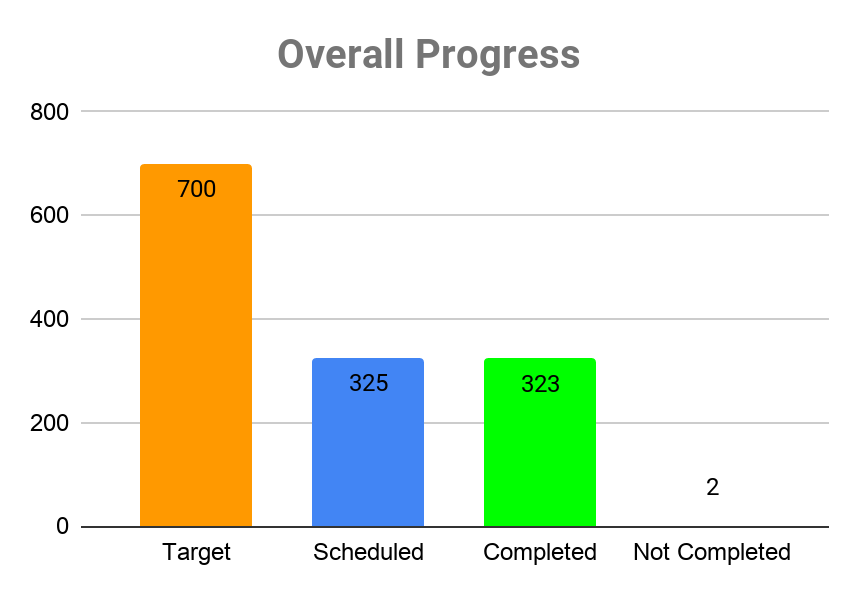 Overall Progress
800
700
600
400
325
323
200
2
0
Target
Scheduled
Completed
Not Completed